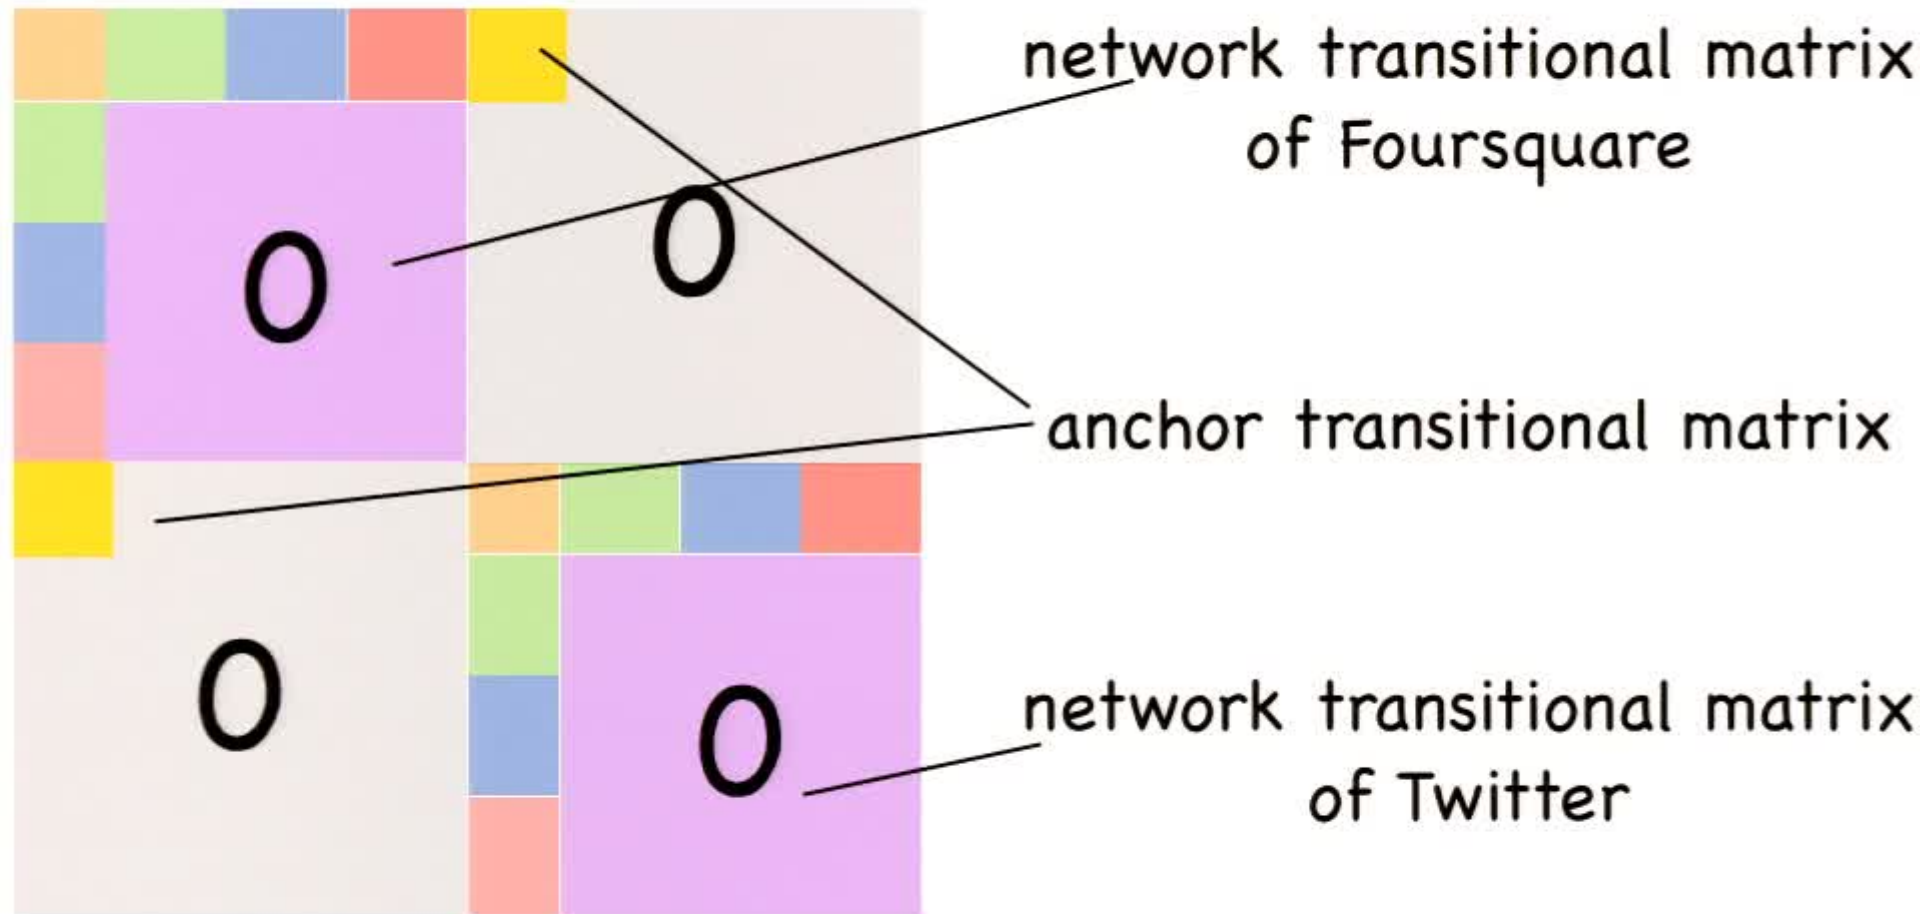 network transitional matrix
of Foursquare
0
0
anchor transitional matrix
0
0
network transitional matrix
of Twitter